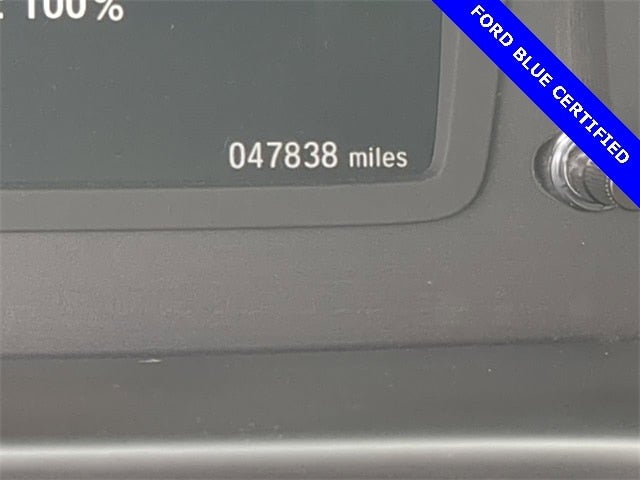 100%
FORD BLUE CERTIFIED
047838 miles